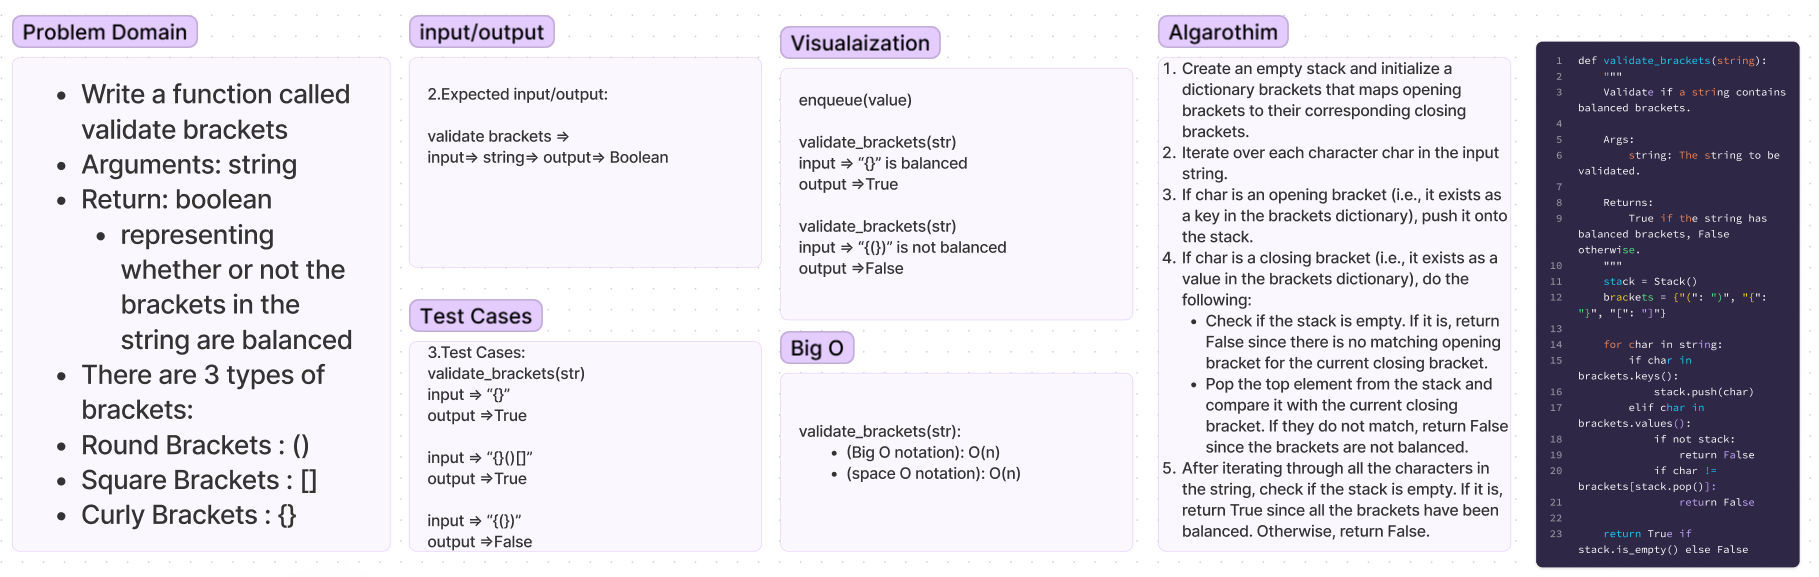 Problem Domain
• Write a function called
validate brackets
• Arguments: string
• Return: boolean
• representing
whether or not the
brackets in the
string are balanced
• There are 3 types of
brackets:
• Round Brackets : ()
• Square Brackets : []
• Curly Brackets : {}
input/output
2.Expected input/output:
validate brackets ⇒
input⇒ string⇒ output⇒ Boolean
Test Cases
3.Test Cases:
validate_brackets(str)
input ⇒ “{}”
output ⇒True
input ⇒ “{}()[]”
output ⇒True
input ⇒ “{(})”
output ⇒False
Visualaization
enqueue(value)
validate_brackets(str)
input ⇒ “{}” is balanced
output ⇒True
validate_brackets(str)
input ⇒ “{(})” is not balanced
output ⇒False
Big O
validate_brackets(str):
• (Big O notation): O(n)
• (space O notation): O(n)
Algarothim
1. Create an empty stack and initialize a
dictionary brackets that maps opening
brackets to their corresponding closing
brackets.
2. Iterate over each character char in the input
string.
3. If char is an opening bracket (i.e., it exists as
a key in the brackets dictionary), push it onto
the stack.
4. If char is a closing bracket (i.e., it exists as a
value in the brackets dictionary), do the
following:
• Check if the stack is empty. If it is, return
False since there is no matching opening
bracket for the current closing bracket.
• Pop the top element from the stack and
compare it with the current closing
bracket. If they do not match, return False
since the brackets are not balanced.
5. After iterating through all the characters in
the string, check if the stack is empty. If it is,
return True since all the brackets have been
balanced. Otherwise, return False.
1 def validate_brackets(string):
2 """
3 Validate if a string contains
balanced brackets.
4
5 Args:
6 string: The string to be
validated.
7
8 Returns:
9 True if the string has
balanced brackets, False
otherwise.
10 """
11 stack = Stack()
12 brackets = {"(": ")", "{":
"}", "[": "]"}
13
14 for char in string:
15 if char in
brackets.keys():
16 stack.push(char)
17 elif char in
brackets.values():
18 if not stack:
19 return False
20 if char !=
brackets[stack.pop()]:
21 return False
22
23 return True if
stack.is_empty() else False